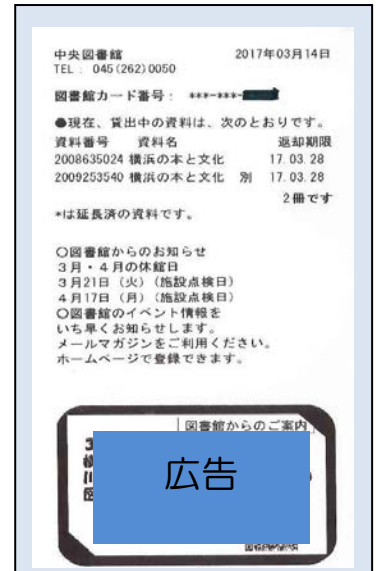 中央図書館 2017年03月14日
TEL: 045(262)0050
図書館カード番号: ***-***-
●現在、貸出中の資料は、次のとおりです。
資料番号 資料名 返却期限
2008635024 横浜の本と文化 17.03.28
2009253540 横浜の本と文化 別 17.03.28
2冊です
*は延長済の資料です。
○図書館からのお知らせ
3月・4月の休館日
3月21日（火）（施設点検日）
4月17日（月）（施設点検日）
○図書館のイベント情報を
いち早くお知らせします。
メールマガジンをご利用ください。
ホームページで登録できます。
図書館からのご案内
広告